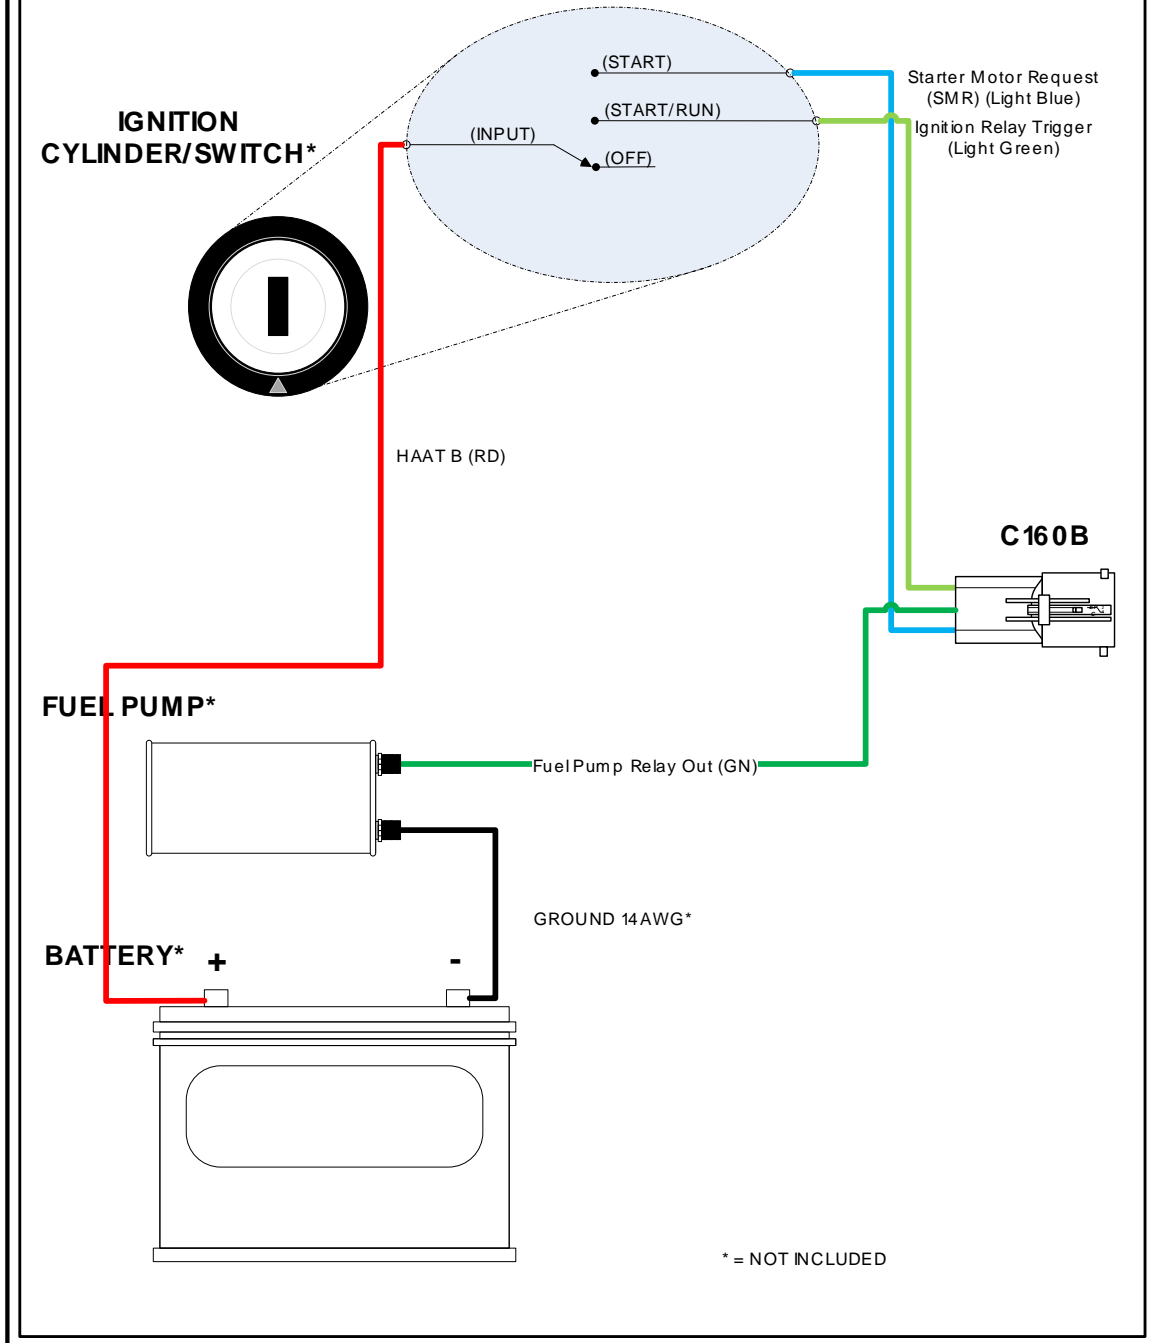 (START)
Starter Motor Request
(SMR) (Light Blue)
(START/RUN)
Ignition Relay Trigger
(Light Green)
IGNITION
CYLINDER/SWITCH*
(INPUT)
(OFF)
HAAT B (RD)
C160B
FUEL PUMP*
Fuel Pump Relay Out (GN)
GROUND 14AWG*
BATTERY*
+
-
* = NOT INCLUDED